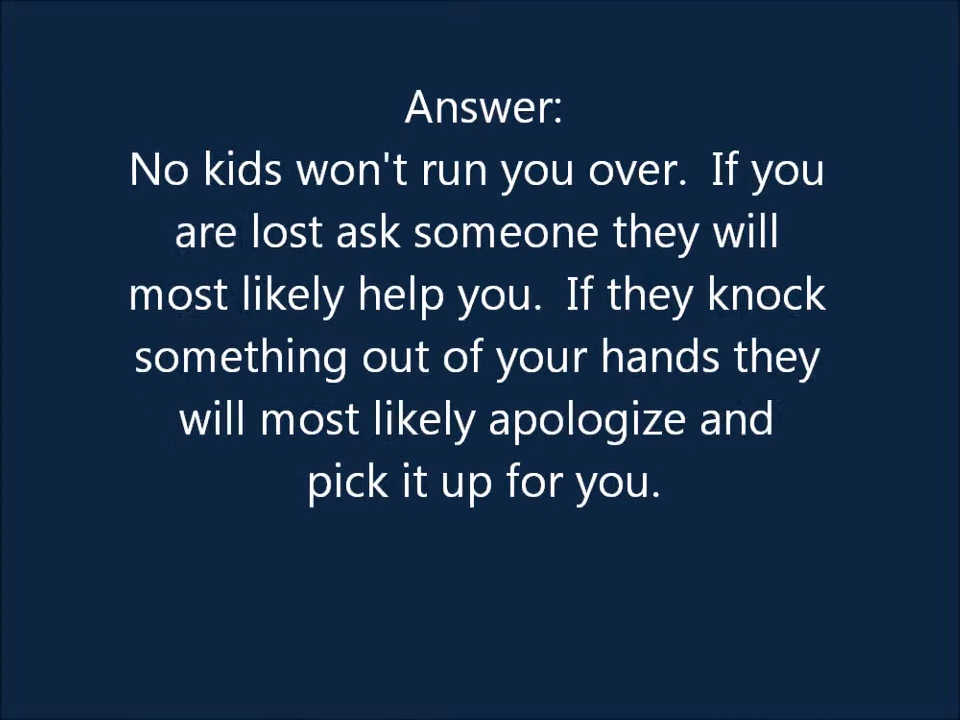 Answer:
No kids won't run you over.  If you
are lost ask someone they will
most likely help you.  If they knock
something out of your hands they
will most likely apologize and
pick it up for you.